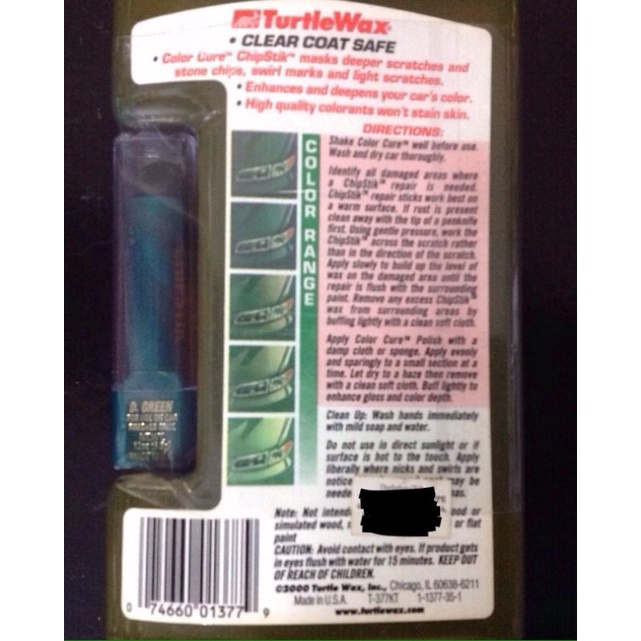 TurtleWax®
• CLEAR COAT SAFE
• Color Cure™ ChipStik™ masks deeper scratches and
stone chips, swirl marks and light scratches.
• Enhances and deepens your car's color.
• High quality colorants won't stain skin.
COLOR RANGE
DIRECTIONS:
Shake Color Cure™ well before use.
Wash and dry car thoroughly.
Identify all damaged areas where
a ChipStik™ repair is needed.
ChipStik™ repair sticks work best on
a warm surface. If rust is present
clean away with the tip of a penknife
first. Using gentle pressure, work the
ChipStik™ across the scratch rather
than in the direction of the scratch.
Apply slowly to build up the level of
wax on the damaged area until the
repair is flush with the surrounding
paint. Remove any excess ChipStik™
wax from surrounding areas by
buffing lightly with a clean soft cloth.
Apply Color Cure™ Polish with a
damp cloth or sponge. Apply evenly
and sparingly to a small section at a
time. Let dry to a haze then remove
with a clean soft cloth. Buff lightly to
enhance gloss and color depth.
Clean Up: Wash hands immediately
with mild soap and water.
Do not use in direct sunlight or if
surface is hot to the touch. Apply
liberally where nicks and swirls are
notice may be
neede has.
Note: Not intend ood or
simulated wood, or flat
paint
CAUTION: Avoid contact with eyes. If product gets
in eyes flush with water for 15 minutes. KEEP OUT
OF REACH OF CHILDREN.
©2000 Turtle Wax, Inc., Chicago, IL 60638-6211
Made in U.S.A. T-377KT 1-1377-35-1
www.turtlewax.com
D. GREEN
0 74660 01377 9